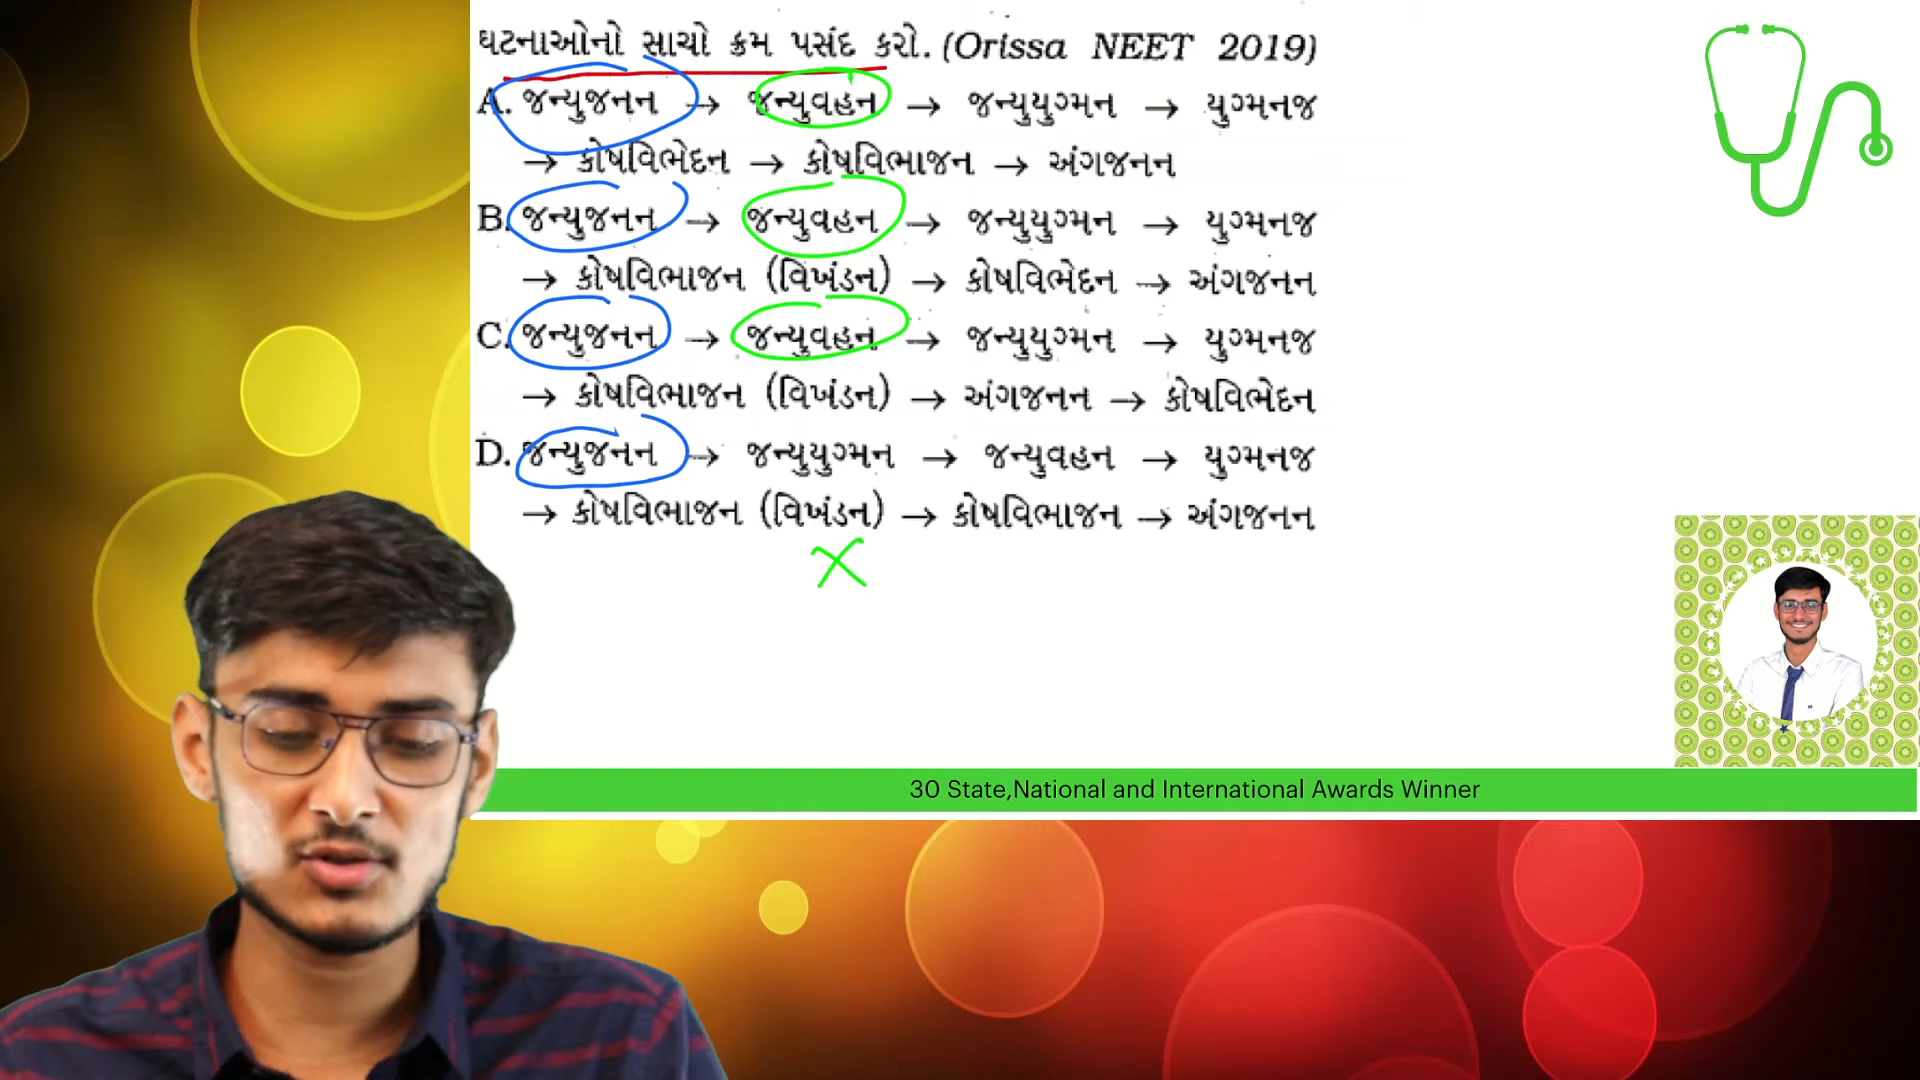 ઘટનાઓનો સાચો ક્રમ પસંદ કરો. (Orissa NEET 2019)
A. જન્યુજનન → જન્યુવહન → જન્યુયુગ્મન → યુગ્મનજ
→ કોષવિભેદન → કોષવિભાજન → અંગજનન
B. જન્યુજનન → જન્યુવહન → જન્યુયુગ્મન → યુગ્મનજ
→ કોષવિભાજન (વિખંડન) → કોષવિભેદન → અંગજનન
C. જન્યુજનન → જન્યુવહન → જન્યુયુગ્મન → યુગ્મનજ
→ કોષવિભાજન (વિખંડન) → અંગજનન → કોષવિભેદન
D. જન્યુજનન → જન્યુયુગ્મન → જન્યુવહન → યુગ્મનજ
→ કોષવિભાજન (વિખંડન) → કોષવિભાજન → અંગજનન
30 State,National and International Awards Winner